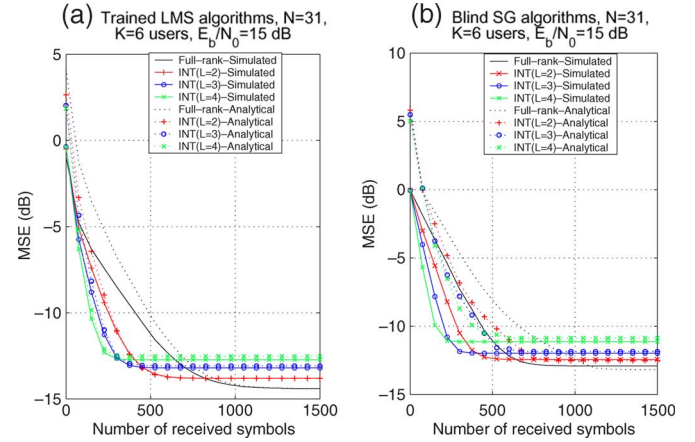 (a) Trained LMS algorithms, N=31,
K=6 users, E_b/N_0=15 dB
5
0
−5
−10
−15
MSE (dB)
Full-rank-Simulated
INT(L=2)-Simulated
INT(L=3)-Simulated
INT(L=4)-Simulated
Full-rank-Analytical
INT(L=2)-Analytical
INT(L=3)-Analytical
INT(L=4)-Analytical
0 500 1000 1500
Number of received symbols
(b) Blind SG algorithms, N=31,
K=6 users, E_b/N_0=15 dB
10
5
0
−5
−10
−15
MSE (dB)
Full-rank-Simulated
INT(L=2)-Simulated
INT(L=3)-Simulated
INT(L=4)-Simulated
Full-rank-Analytical
INT(L=2)-Analytical
INT(L=3)-Analytical
INT(L=4)-Analytical
0 500 1000 1500
Number of received symbols